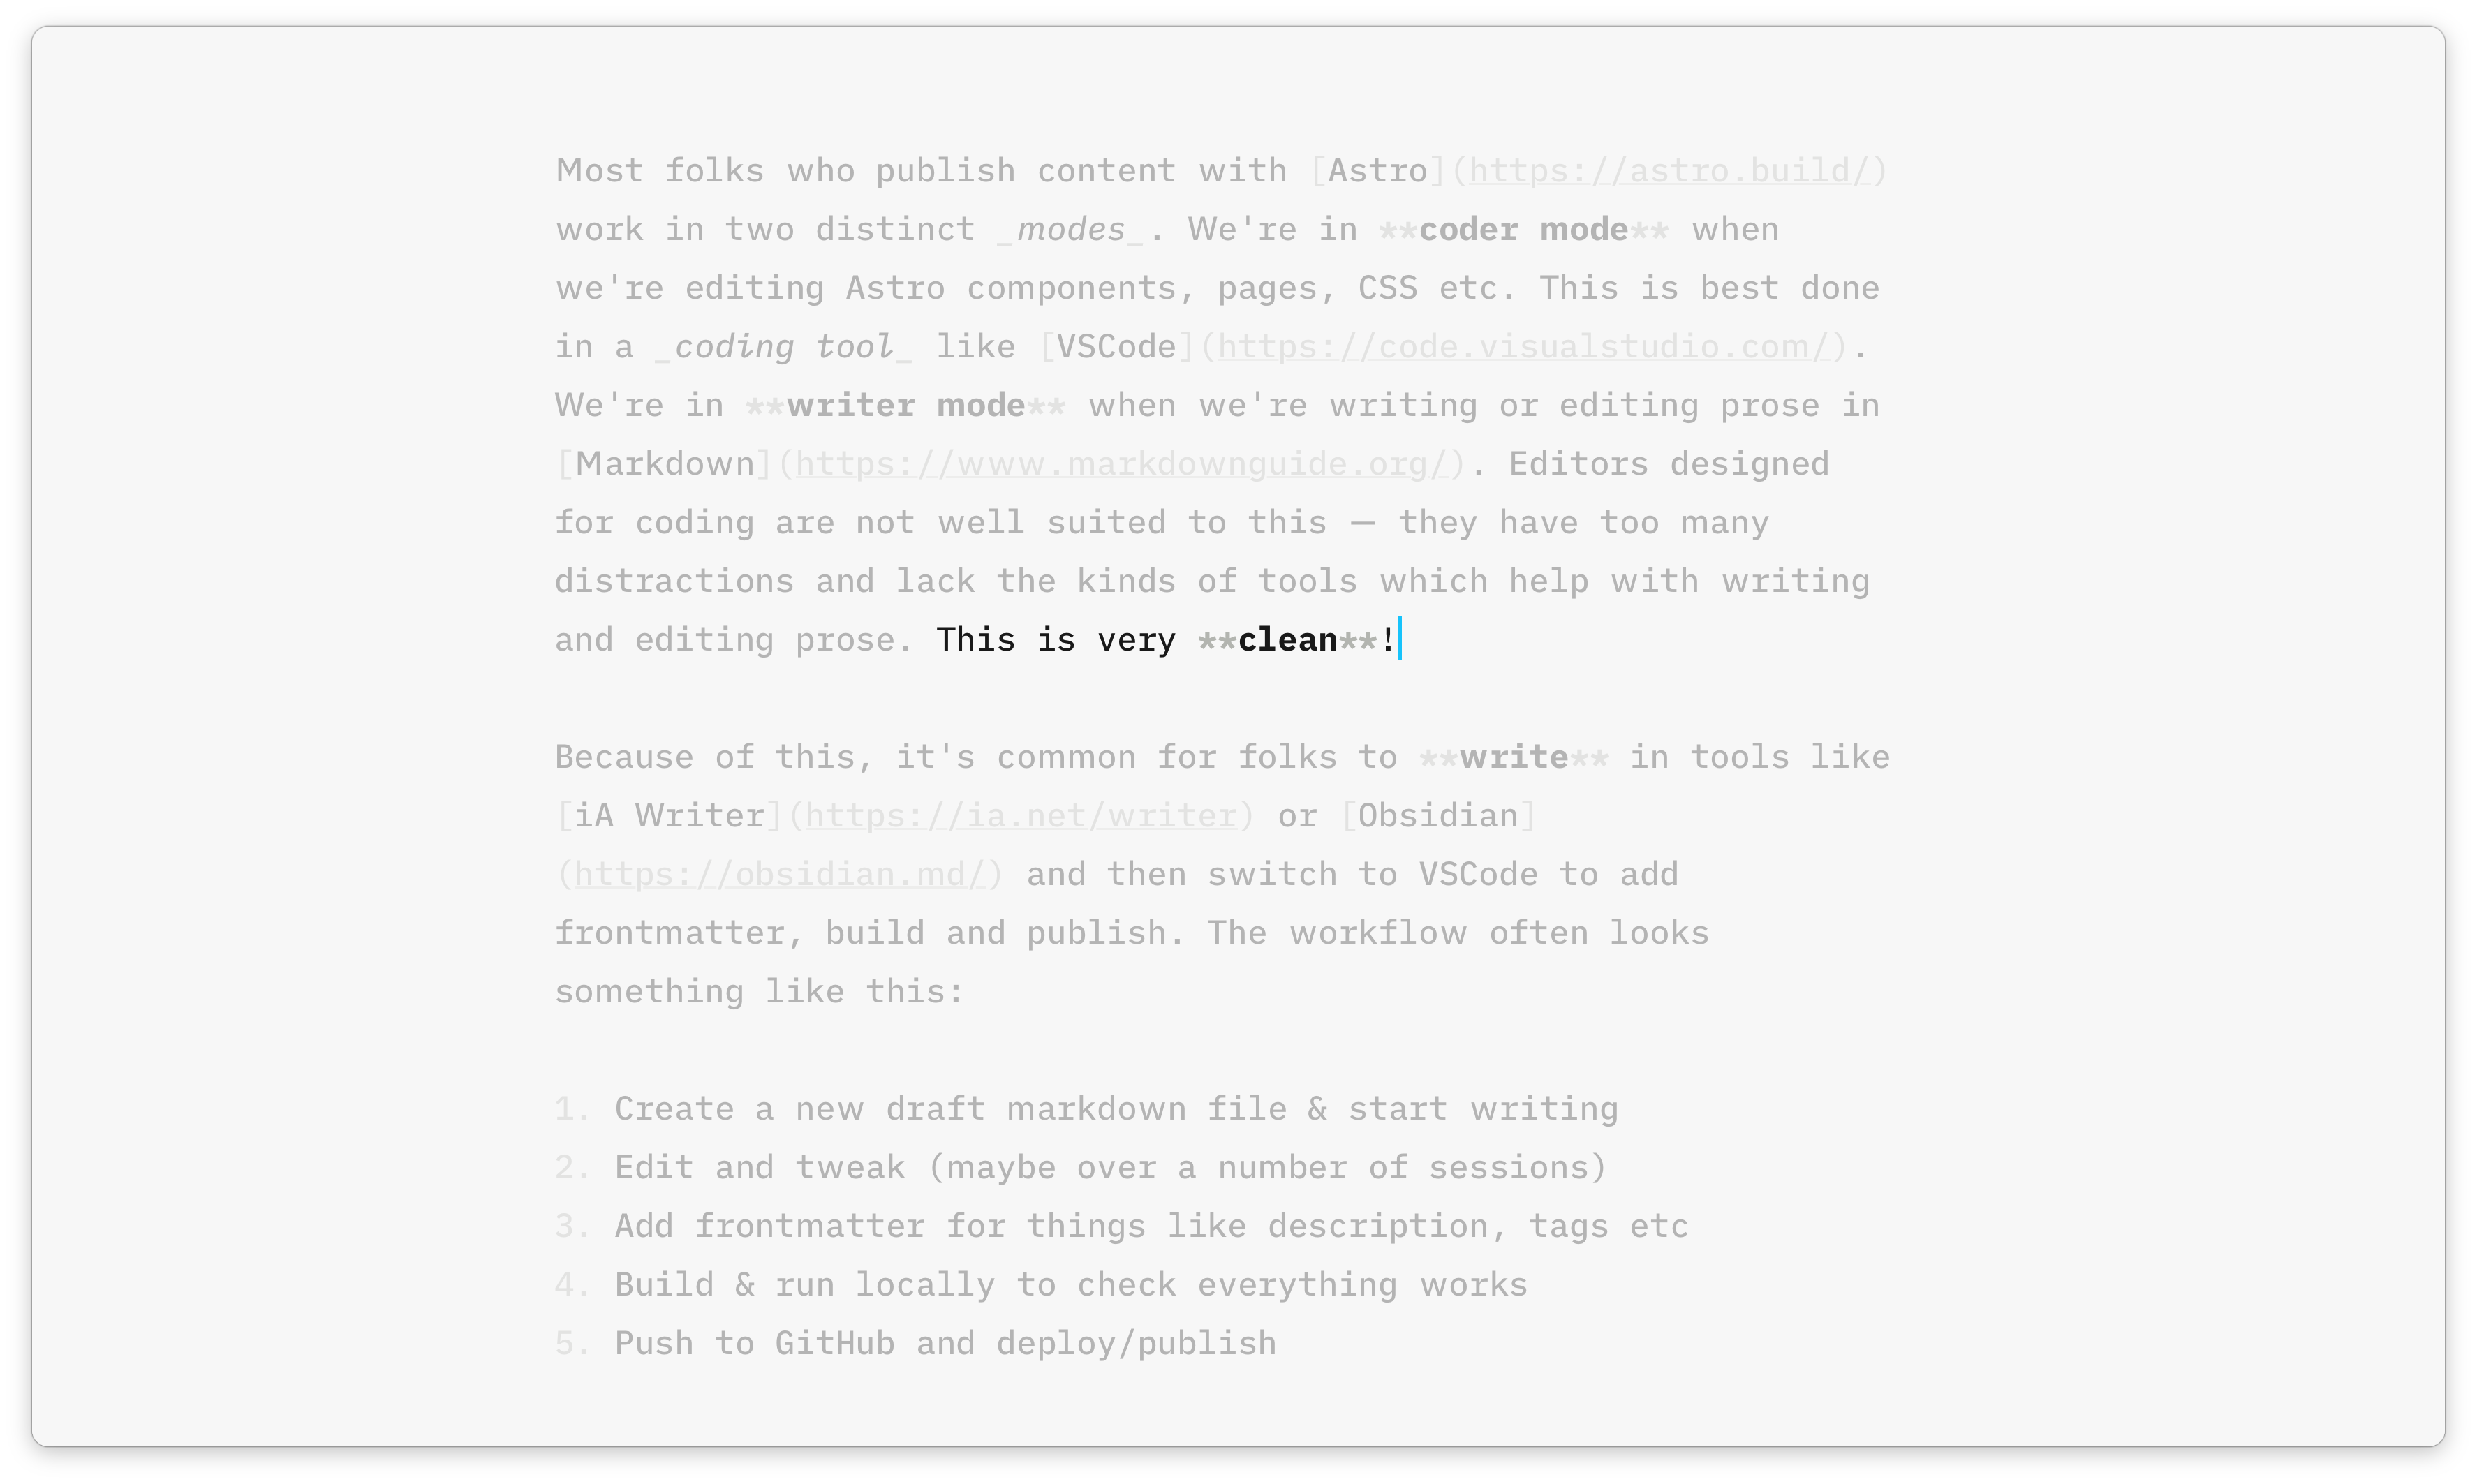 Most folks who publish content with [Astro](https://astro.build/)
work in two distinct _modes_. We're in **coder mode** when
we're editing Astro components, pages, CSS etc. This is best done
in a _coding tool_ like [VSCode](https://code.visualstudio.com/).
We're in **writer mode** when we're writing or editing prose in
[Markdown](https://www.markdownguide.org/). Editors designed
for coding are not well suited to this — they have too many
distractions and lack the kinds of tools which help with writing
and editing prose. This is very **clean**!
Because of this, it's common for folks to **write** in tools like
[iA Writer](https://ia.net/writer) or [Obsidian]
(https://obsidian.md/) and then switch to VSCode to add
frontmatter, build and publish. The workflow often looks
something like this:
1. Create a new draft markdown file & start writing
2. Edit and tweak (maybe over a number of sessions)
3. Add frontmatter for things like description, tags etc
4. Build & run locally to check everything works
5. Push to GitHub and deploy/publish